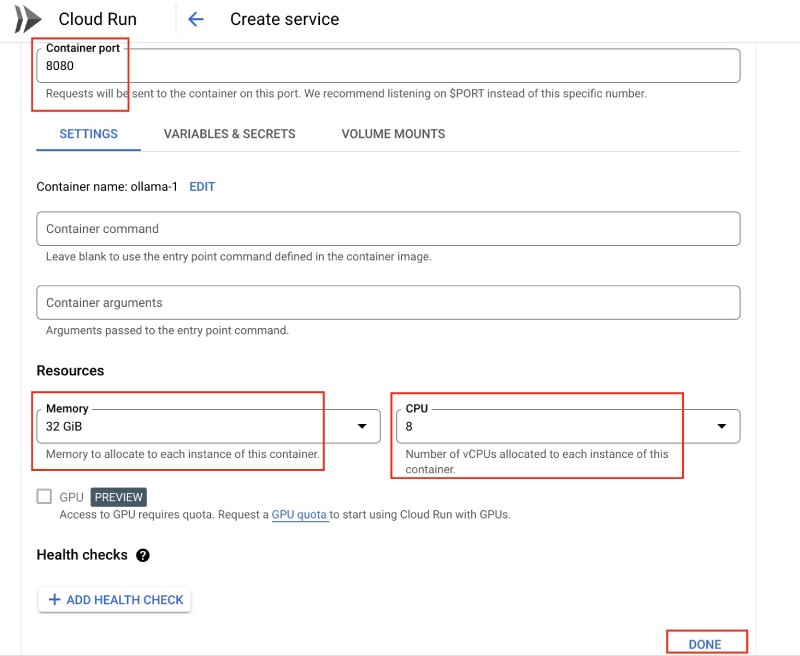 Cloud Run
Create service
Container port
8080
Requests will be sent to the container on this port. We recommend listening on $PORT instead of this specific number.
SETTINGS VARIABLES & SECRETS VOLUME MOUNTS
Container name: ollama-1 EDIT
Container command
Leave blank to use the entry point command defined in the container image.
Container arguments
Arguments passed to the entry point command.
Resources
Memory
32 GiB
Memory to allocate to each instance of this container.
CPU
8
Number of vCPUs allocated to each instance of this
container.
GPU PREVIEW
Access to GPU requires quota. Request a GPU quota to start using Cloud Run with GPUs.
Health checks ?
+ ADD HEALTH CHECK
DONE